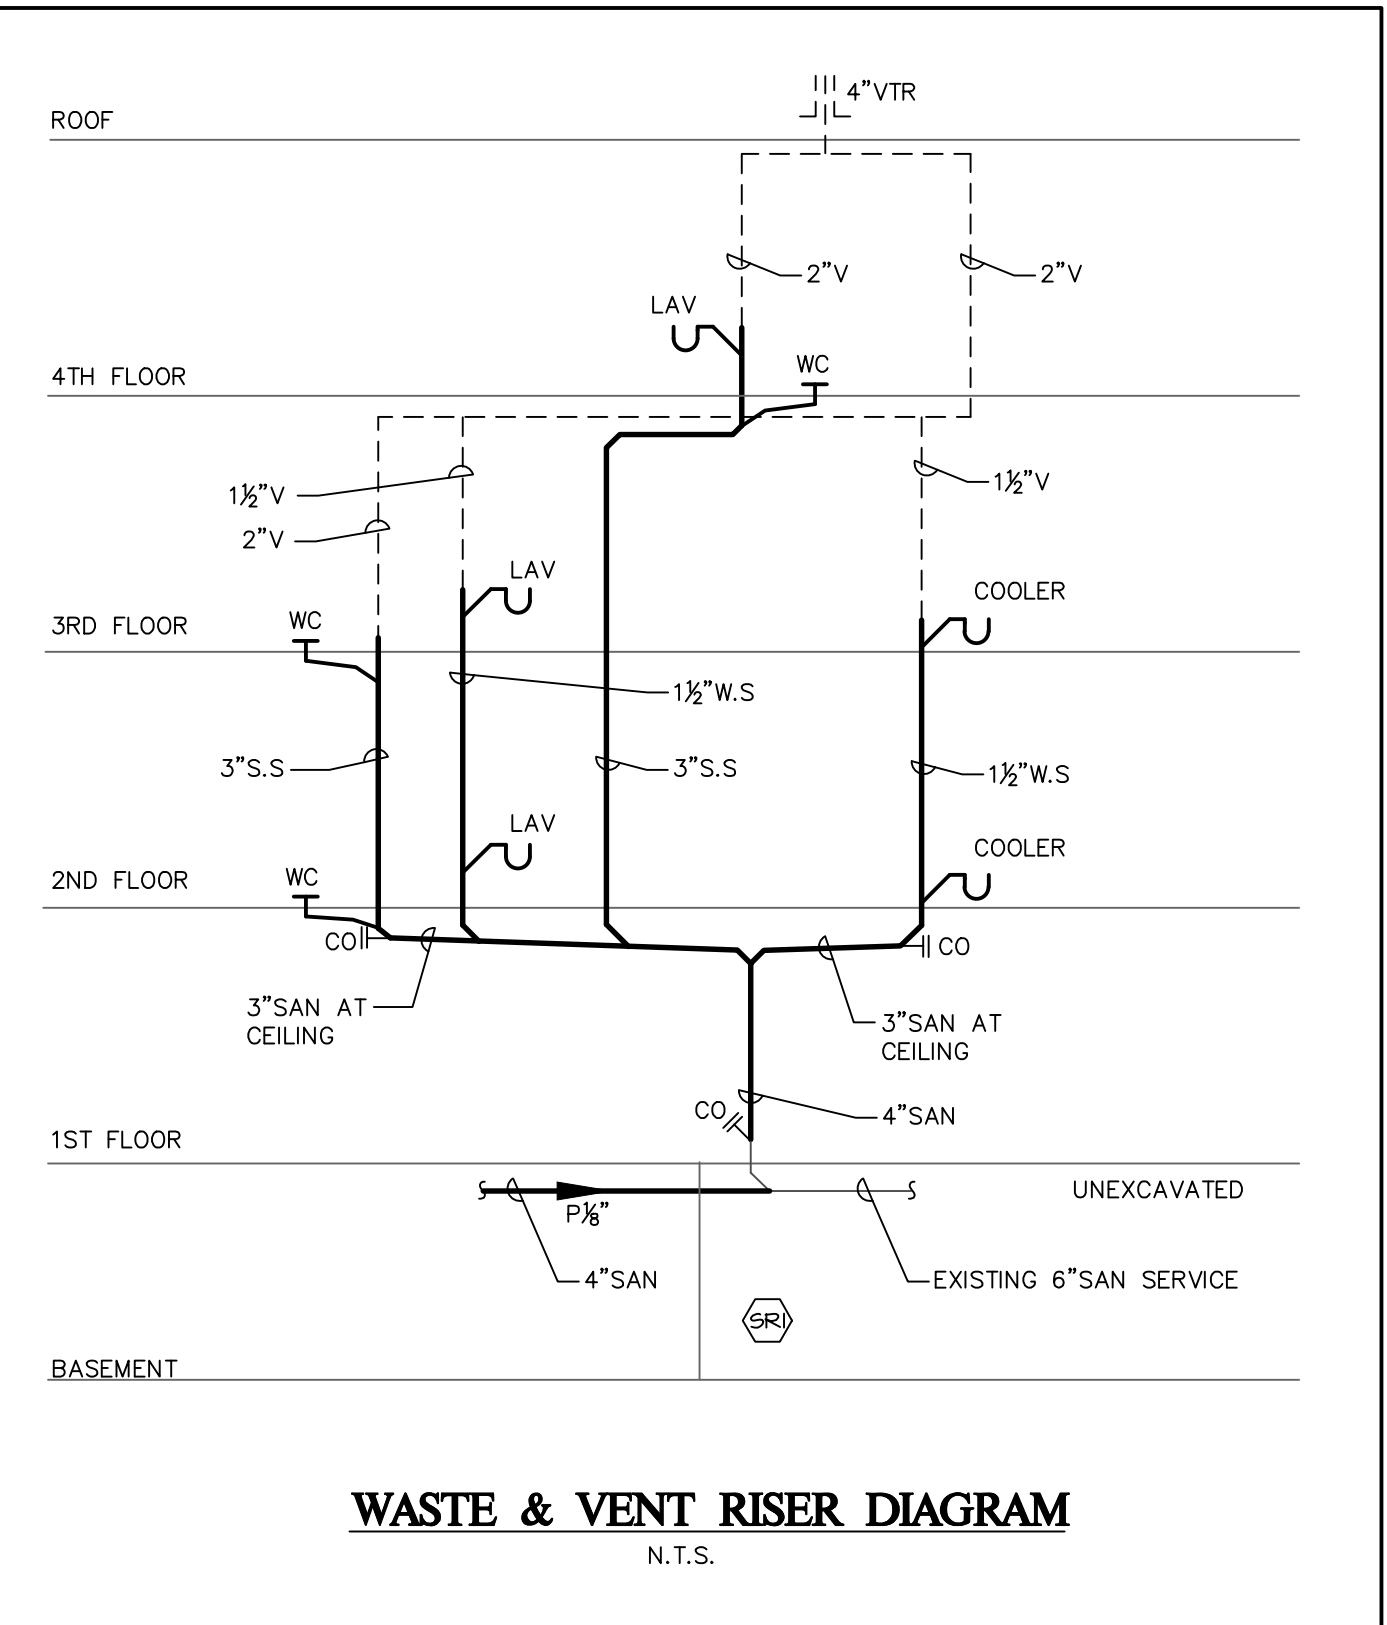 4”VTR
ROOF
2”V
2”V
LAV
WC
4TH FLOOR
1½”V
1½”V
2”V
LAV
COOLER
WC
3RD FLOOR
1½”W.S
3”S.S
3”S.S
1½”W.S
LAV
COOLER
WC
2ND FLOOR
CO
CO
3”SAN AT
CEILING
3”SAN AT
CEILING
CO
4”SAN
1ST FLOOR
UNEXCAVATED
P⅛”
4”SAN
EXISTING 6”SAN SERVICE
SR1
BASEMENT
WASTE & VENT RISER DIAGRAM
N.T.S.